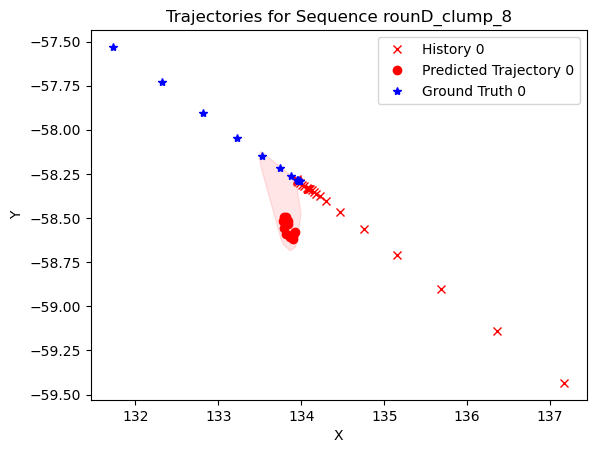 Trajectories for Sequence rounD_clump_8
History 0
Predicted Trajectory 0
Ground Truth 0
Y
−57.50
−57.75
−58.00
−58.25
−58.50
−58.75
−59.00
−59.25
−59.50
132 133 134 135 136 137
X